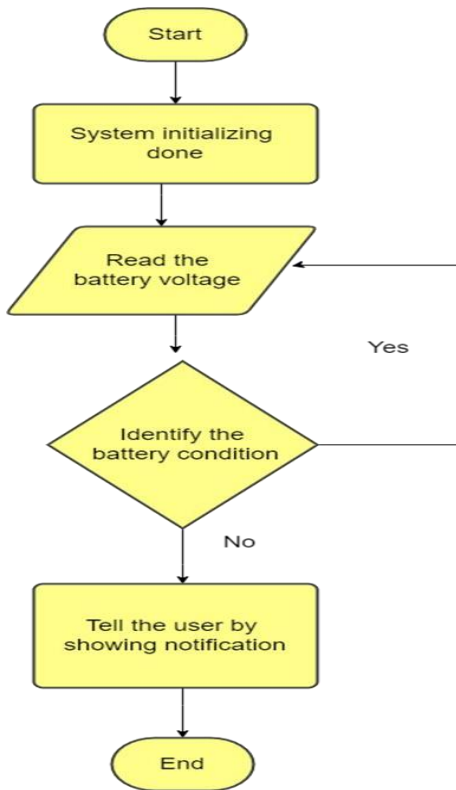 Start
System initializing
done
Read the
battery voltage
Yes
Identify the
battery condition
No
Tell the user by
showing notification
End